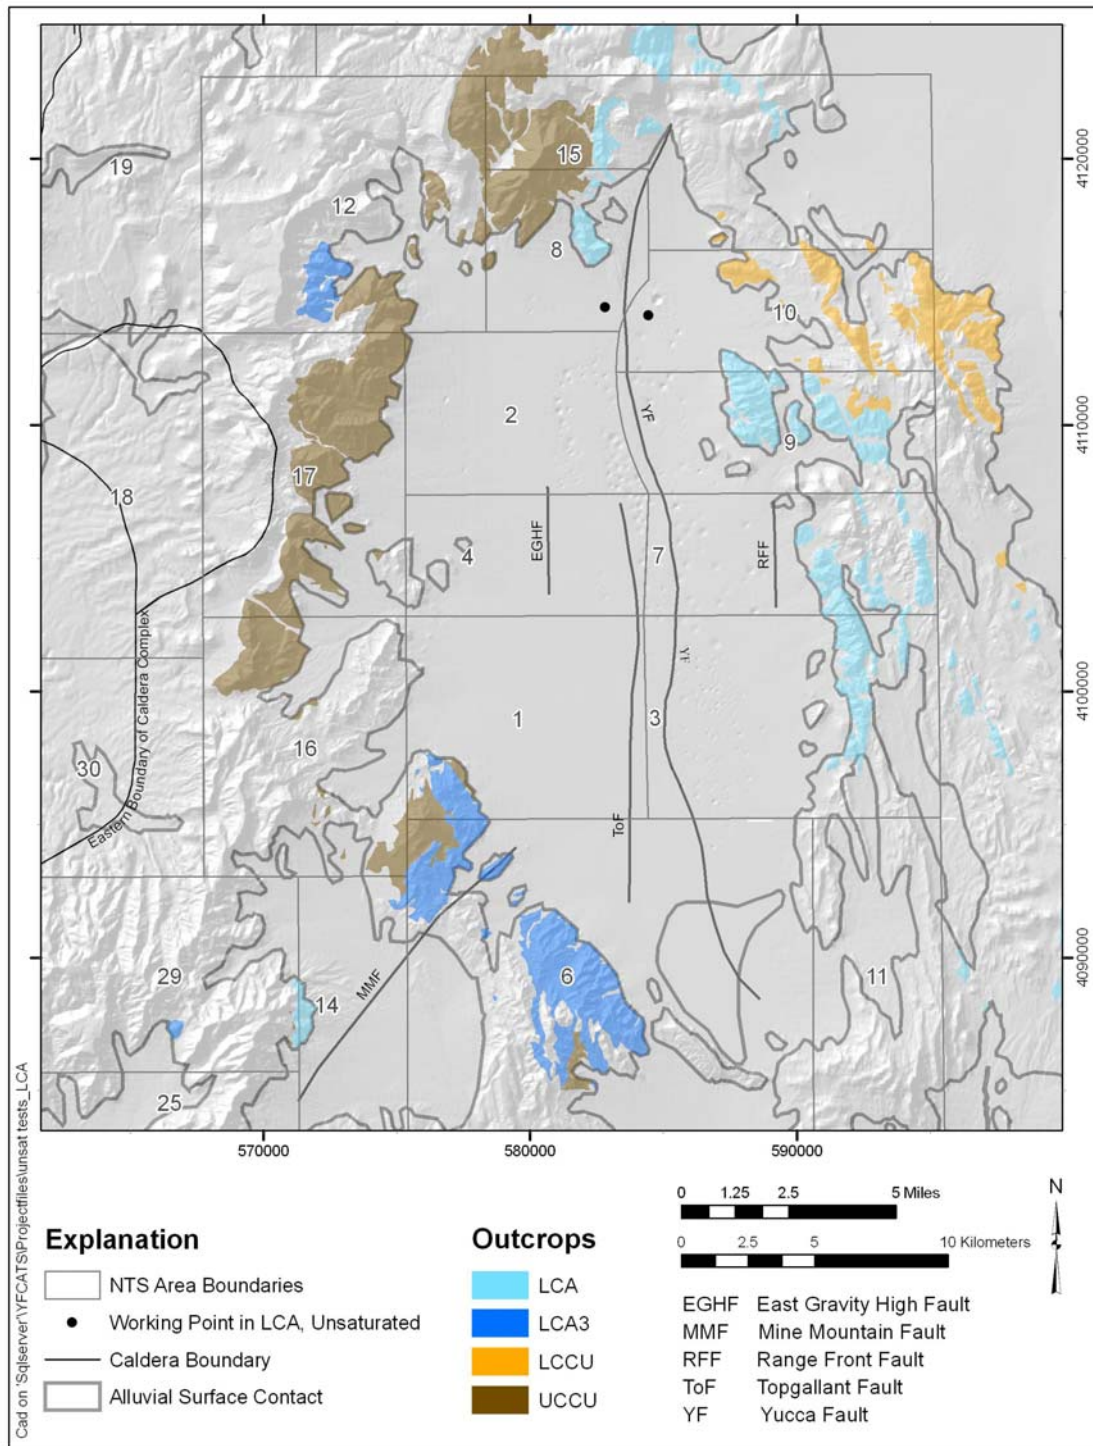 19
15
12
8
10
2
YF
9
17
18
EGHF
4
7
RFF
YF
1
3
16
30
Eastern Boundary of Caldera Complex
ToF
6
29
14
MMF
11
25
4120000
4110000
4100000
4090000
570000
580000
590000
Cad on 'Sqlserver\YFCATS\Projectfiles\unsat tests_LCA
Explanation
NTS Area Boundaries
Working Point in LCA, Unsaturated
Caldera Boundary
Alluvial Surface Contact
Outcrops
LCA
LCA3
LCCU
UCCU
0 1.25 2.5 5 Miles
0 2.5 5 10 Kilometers
N
EGHF East Gravity High Fault
MMF Mine Mountain Fault
RFF Range Front Fault
ToF Topgallant Fault
YF Yucca Fault